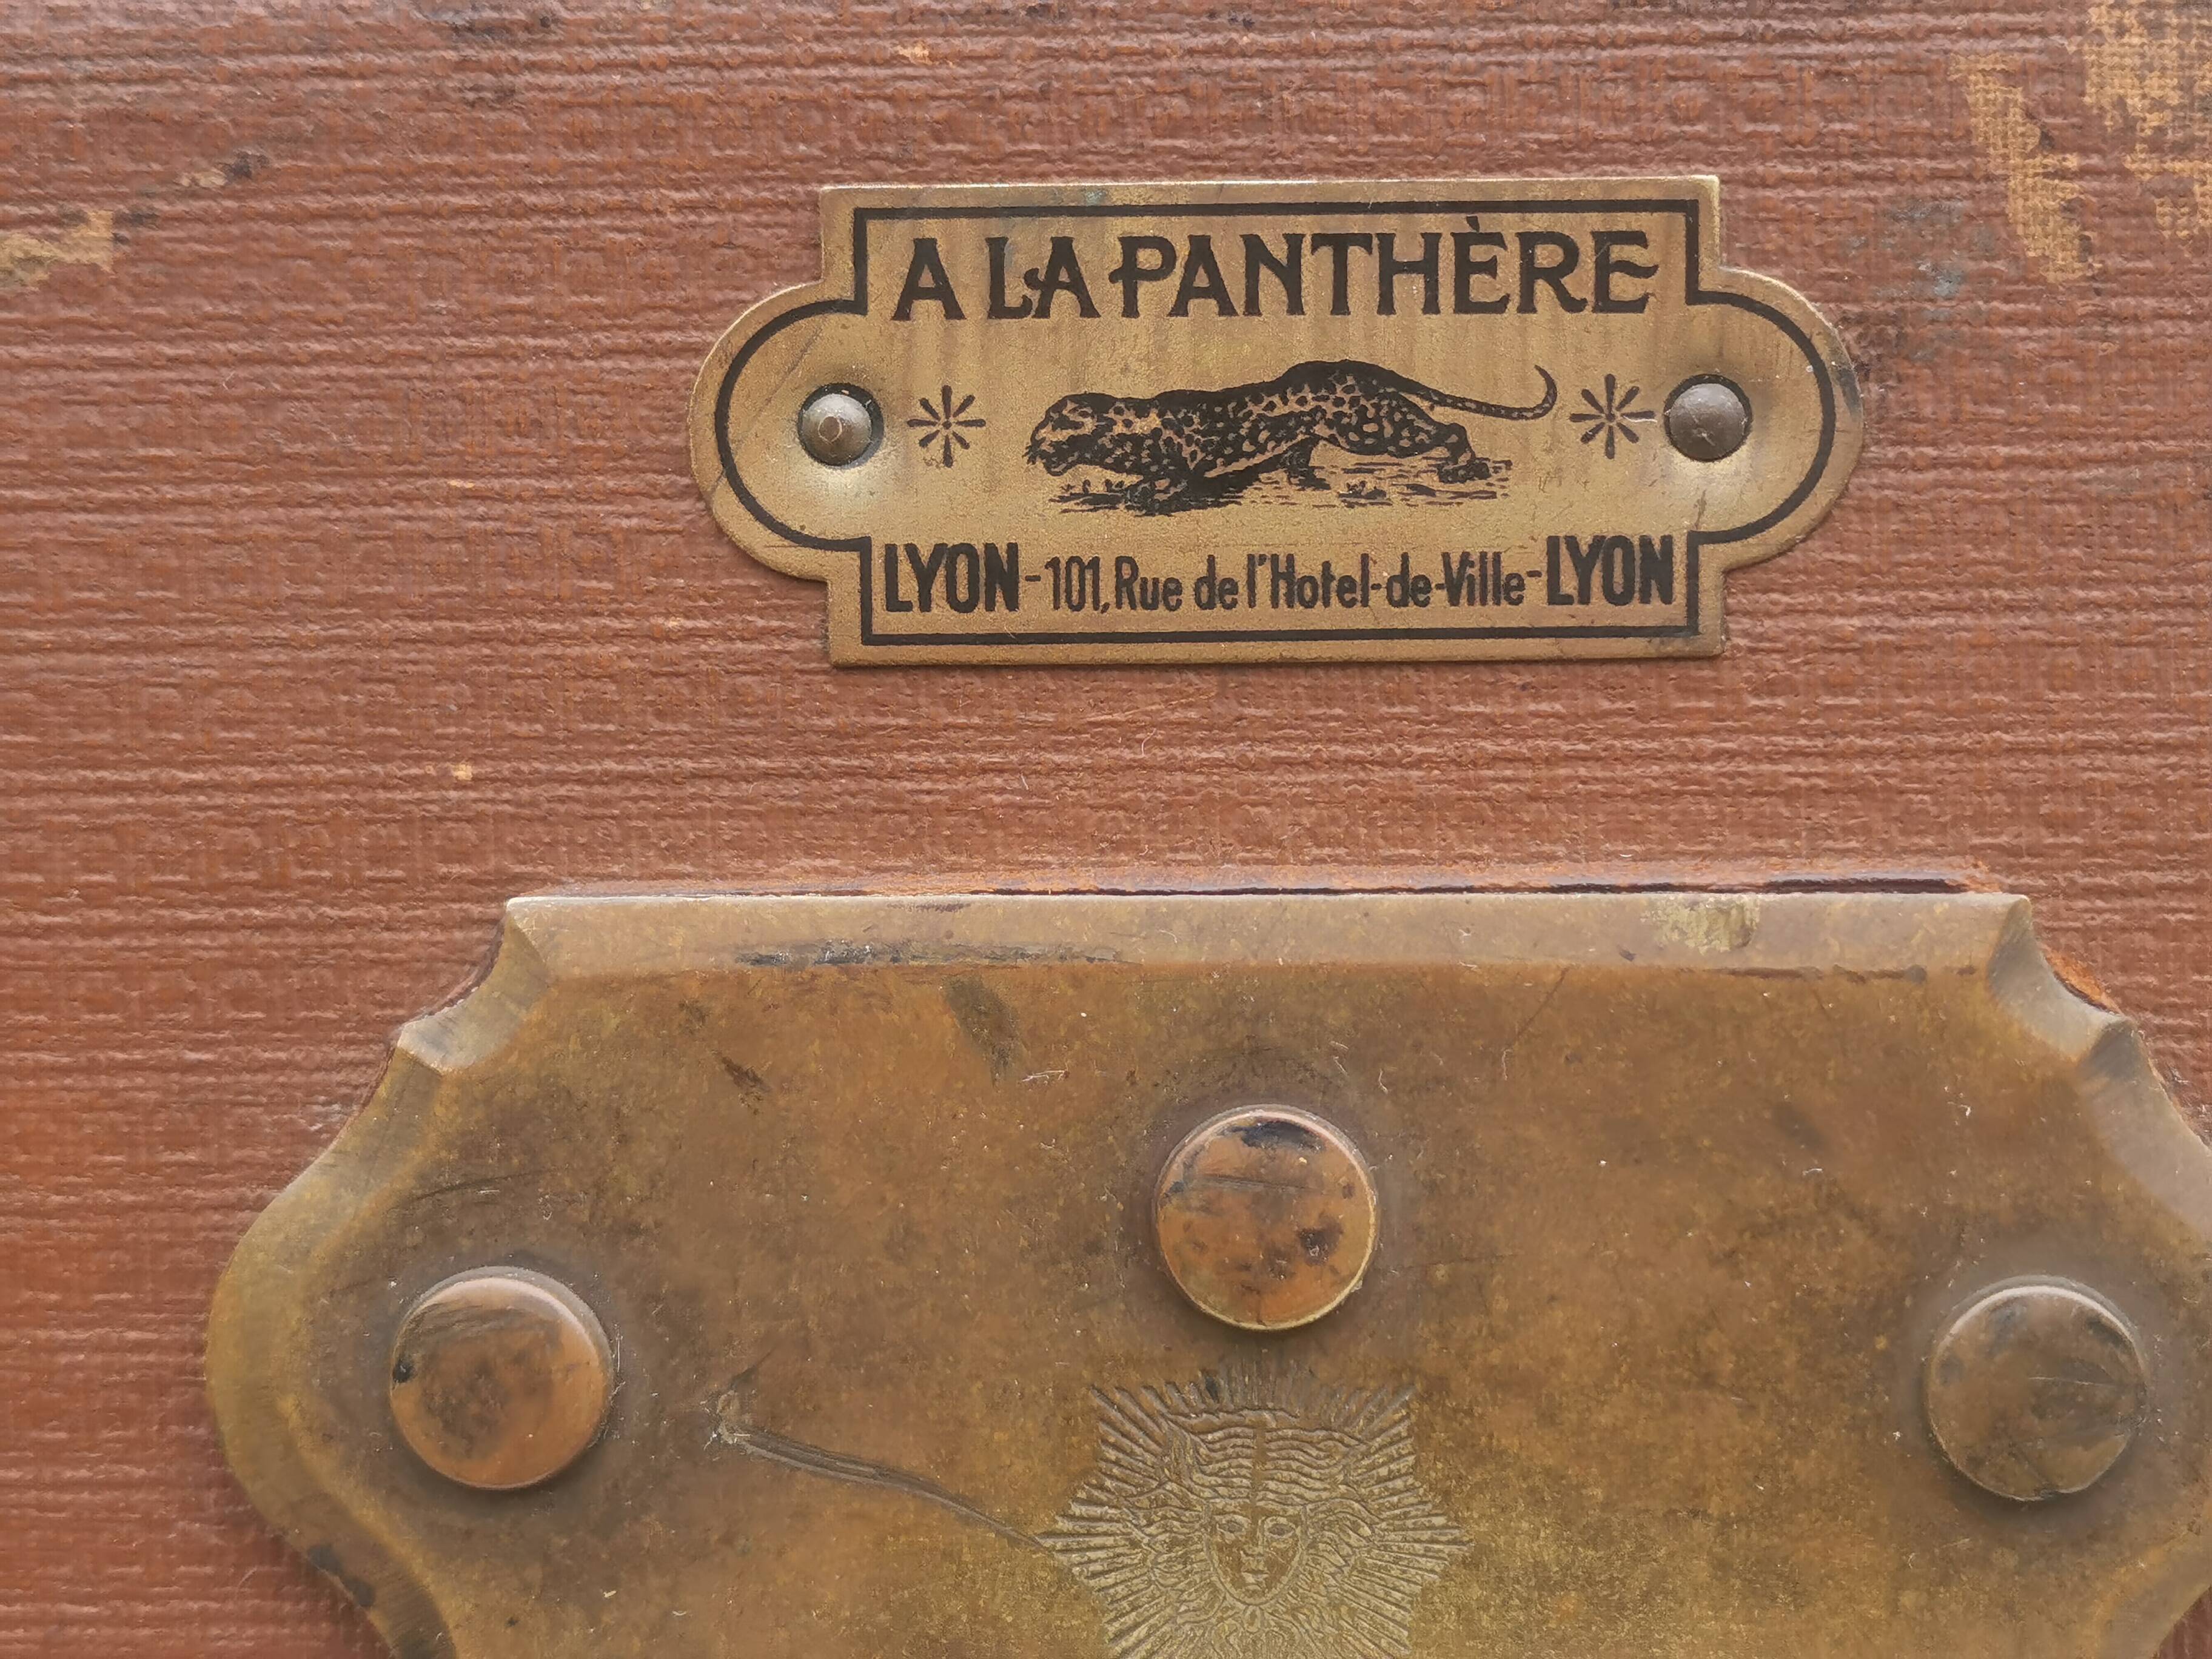 A LA PANTHÈRE
LYON-101, Rue de l'Hotel-de-Ville-LYON